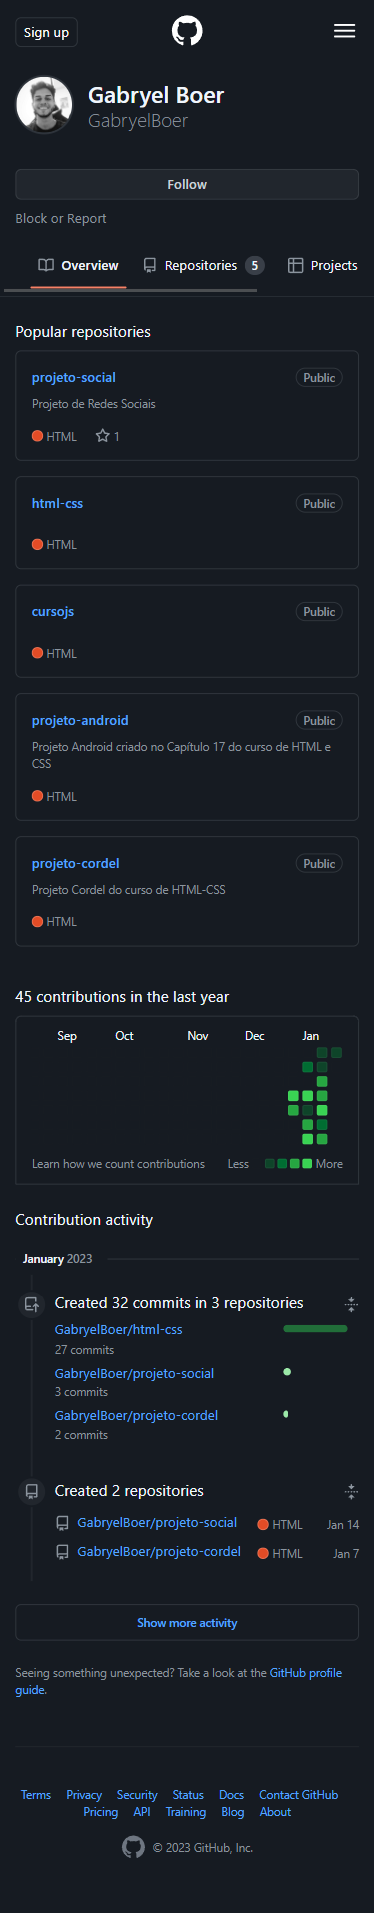 Sign up
Gabryel Boer
GabryelBoer
Follow
Block or Report
Overview Repositories 5 Projects
Popular repositories
projeto-social Public
Projeto de Redes Sociais
HTML 1
html-css Public
HTML
cursojs Public
HTML
projeto-android Public
Projeto Android criado no Capítulo 17 do curso de HTML e
CSS
HTML
projeto-cordel Public
Projeto Cordel do curso de HTML-CSS
HTML
45 contributions in the last year
Sep Oct Nov Dec Jan
Learn how we count contributions Less More
Contribution activity
January 2023
Created 32 commits in 3 repositories
GabryelBoer/html-css
27 commits
GabryelBoer/projeto-social
3 commits
GabryelBoer/projeto-cordel
2 commits
Created 2 repositories
GabryelBoer/projeto-social HTML Jan 14
GabryelBoer/projeto-cordel HTML Jan 7
Show more activity
Seeing something unexpected? Take a look at the GitHub profile
guide.
Terms Privacy Security Status Docs Contact GitHub
Pricing API Training Blog About
© 2023 GitHub, Inc.